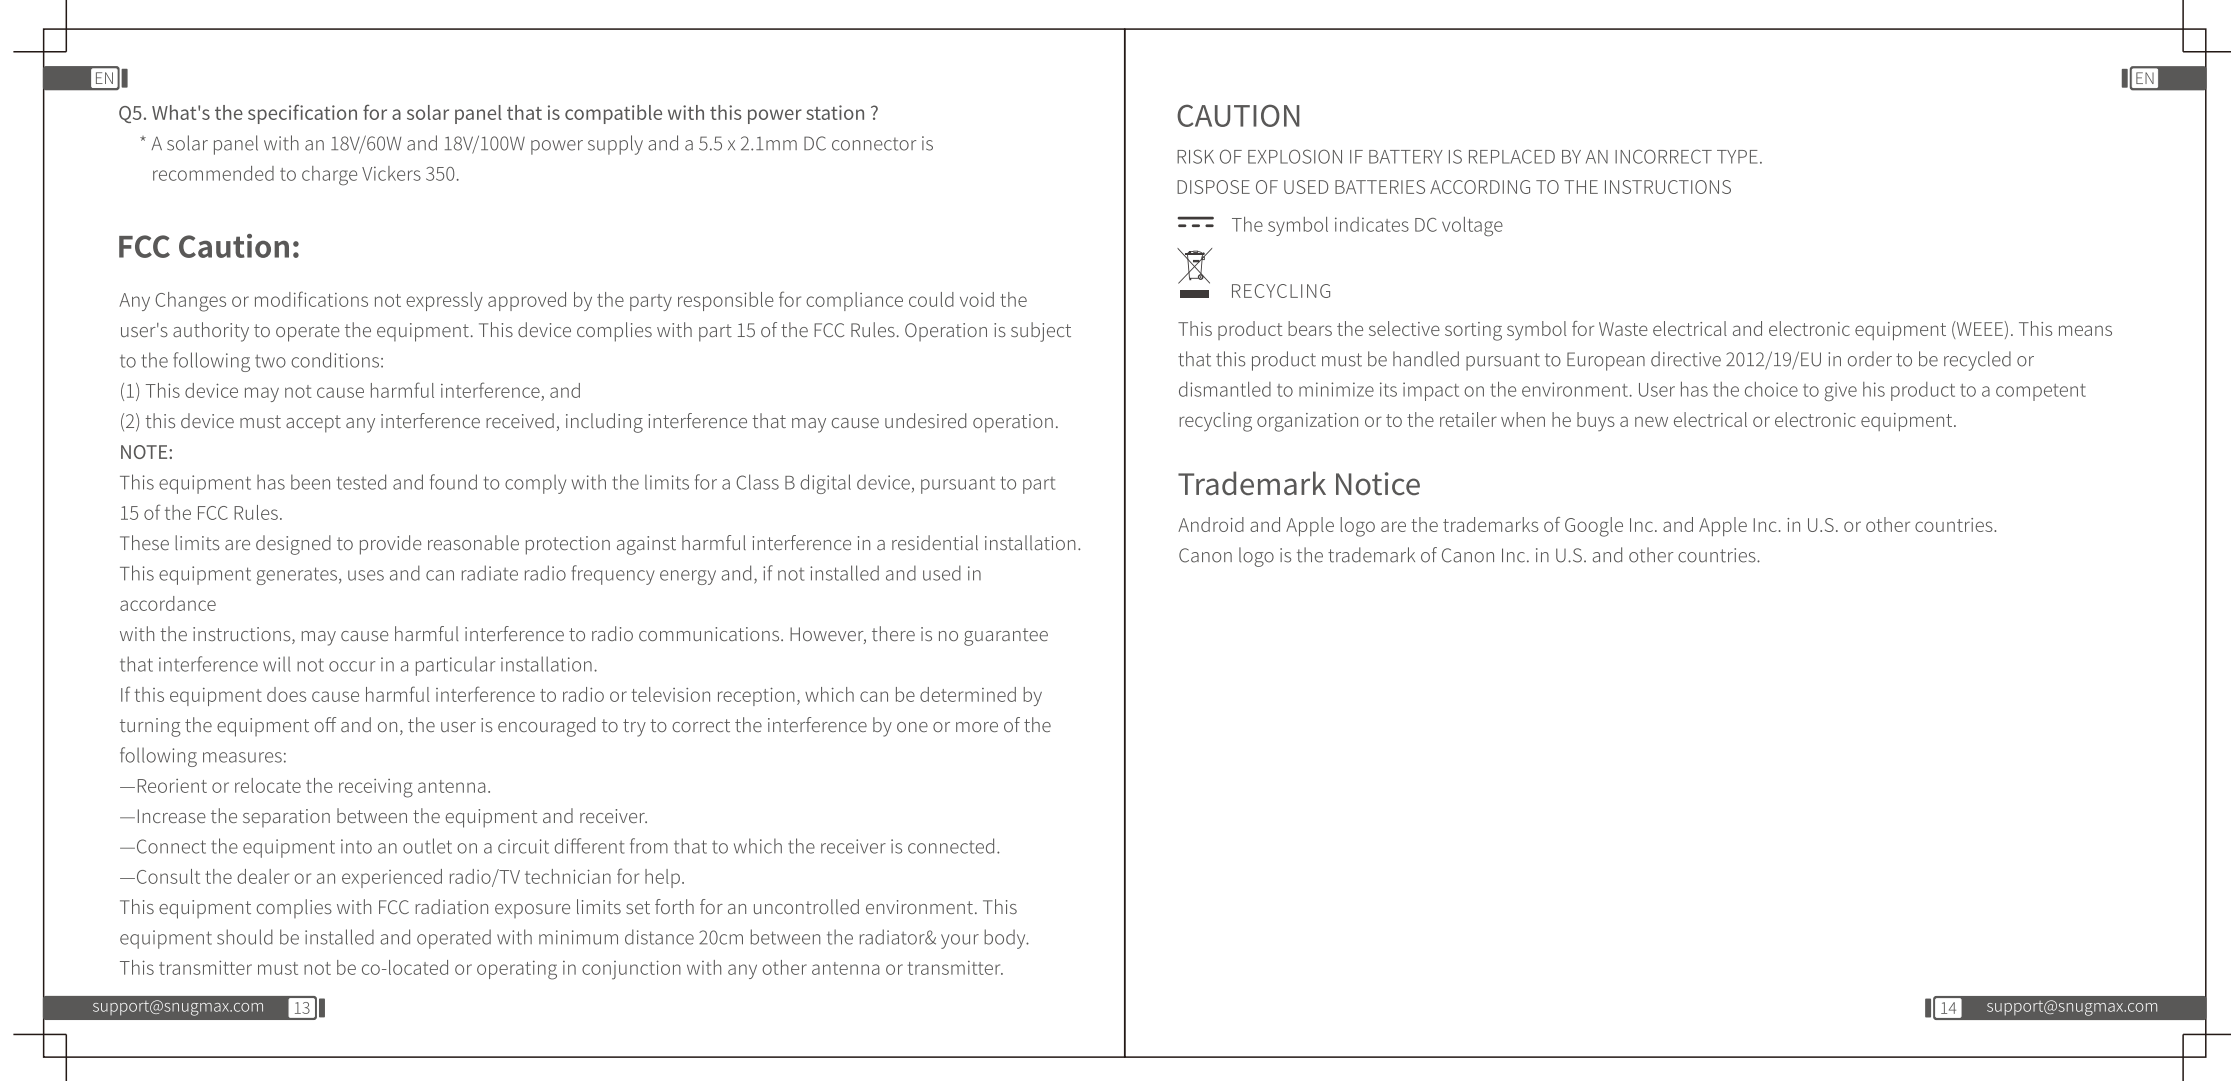 EN
Q5. What's the specification for a solar panel that is compatible with this power station ?
* A solar panel with an 18V/60W and 18V/100W power supply and a 5.5 x 2.1mm DC connector is
recommended to charge Vickers 350.
FCC Caution:
Any Changes or modifications not expressly approved by the party responsible for compliance could void the
user's authority to operate the equipment. This device complies with part 15 of the FCC Rules. Operation is subject
to the following two conditions:
(1) This device may not cause harmful interference, and
(2) this device must accept any interference received, including interference that may cause undesired operation.
NOTE:
This equipment has been tested and found to comply with the limits for a Class B digital device, pursuant to part
15 of the FCC Rules.
These limits are designed to provide reasonable protection against harmful interference in a residential installation.
This equipment generates, uses and can radiate radio frequency energy and, if not installed and used in
accordance
with the instructions, may cause harmful interference to radio communications. However, there is no guarantee
that interference will not occur in a particular installation.
If this equipment does cause harmful interference to radio or television reception, which can be determined by
turning the equipment off and on, the user is encouraged to try to correct the interference by one or more of the
following measures:
—Reorient or relocate the receiving antenna.
—Increase the separation between the equipment and receiver.
—Connect the equipment into an outlet on a circuit different from that to which the receiver is connected.
—Consult the dealer or an experienced radio/TV technician for help.
This equipment complies with FCC radiation exposure limits set forth for an uncontrolled environment. This
equipment should be installed and operated with minimum distance 20cm between the radiator& your body.
This transmitter must not be co-located or operating in conjunction with any other antenna or transmitter.
support@snugmax.com 13
EN
CAUTION
RISK OF EXPLOSION IF BATTERY IS REPLACED BY AN INCORRECT TYPE.
DISPOSE OF USED BATTERIES ACCORDING TO THE INSTRUCTIONS
The symbol indicates DC voltage
RECYCLING
This product bears the selective sorting symbol for Waste electrical and electronic equipment (WEEE). This means
that this product must be handled pursuant to European directive 2012/19/EU in order to be recycled or
dismantled to minimize its impact on the environment. User has the choice to give his product to a competent
recycling organization or to the retailer when he buys a new electrical or electronic equipment.
Trademark Notice
Android and Apple logo are the trademarks of Google Inc. and Apple Inc. in U.S. or other countries.
Canon logo is the trademark of Canon Inc. in U.S. and other countries.
14 support@snugmax.com